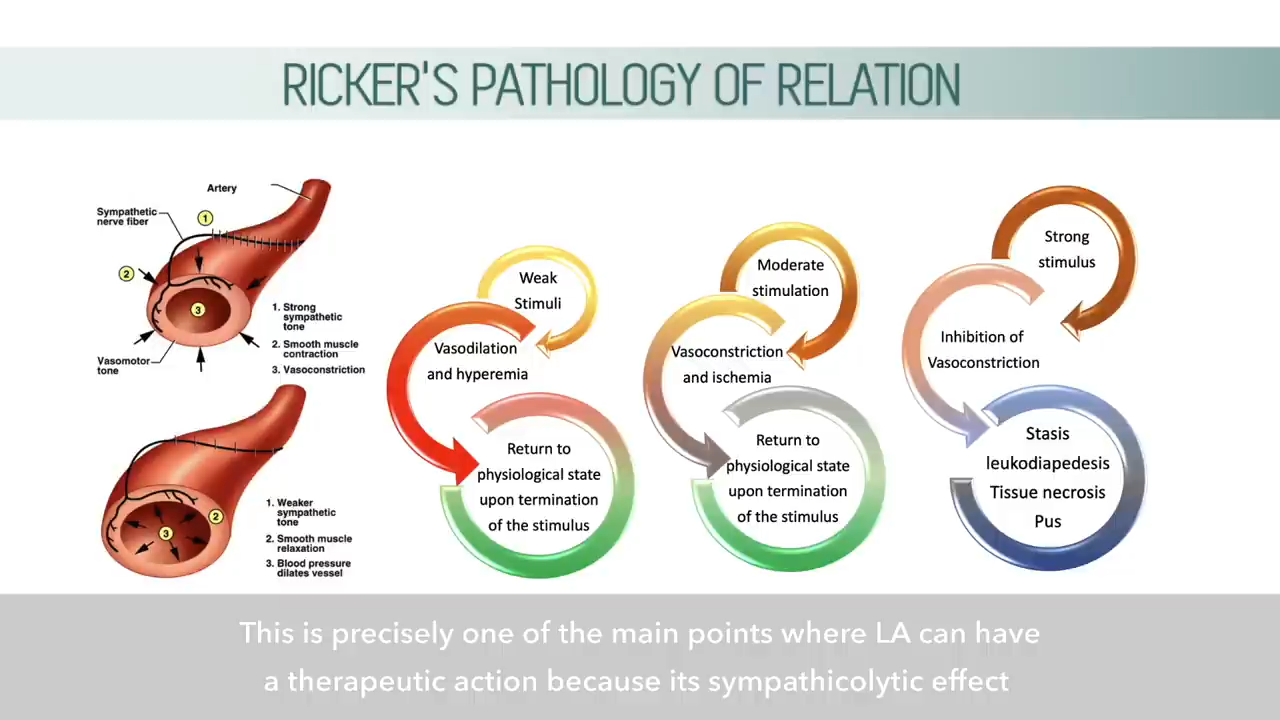 RICKER'S PATHOLOGY OF RELATION
Artery
Sympathetic
nerve fiber
1
2
3
Vasomotor
tone
1. Strong
sympathetic
tone
2. Smooth muscle
contraction
3. Vasoconstriction
2
3
1. Weaker
sympathetic
tone
2. Smooth muscle
relaxation
3. Blood pressure
dilates vessel
Weak
Stimuli
Vasodilation
and hyperemia
Return to
physiological state
upon termination
of the stimulus
Moderate
stimulation
Vasoconstriction
and ischemia
Return to
physiological state
upon termination
of the stimulus
Strong
stimulus
Inhibition of
Vasoconstriction
Stasis
leukodiapedesis
Tissue necrosis
Pus
This is precisely one of the main points where LA can have
a therapeutic action because its sympathicolytic effect